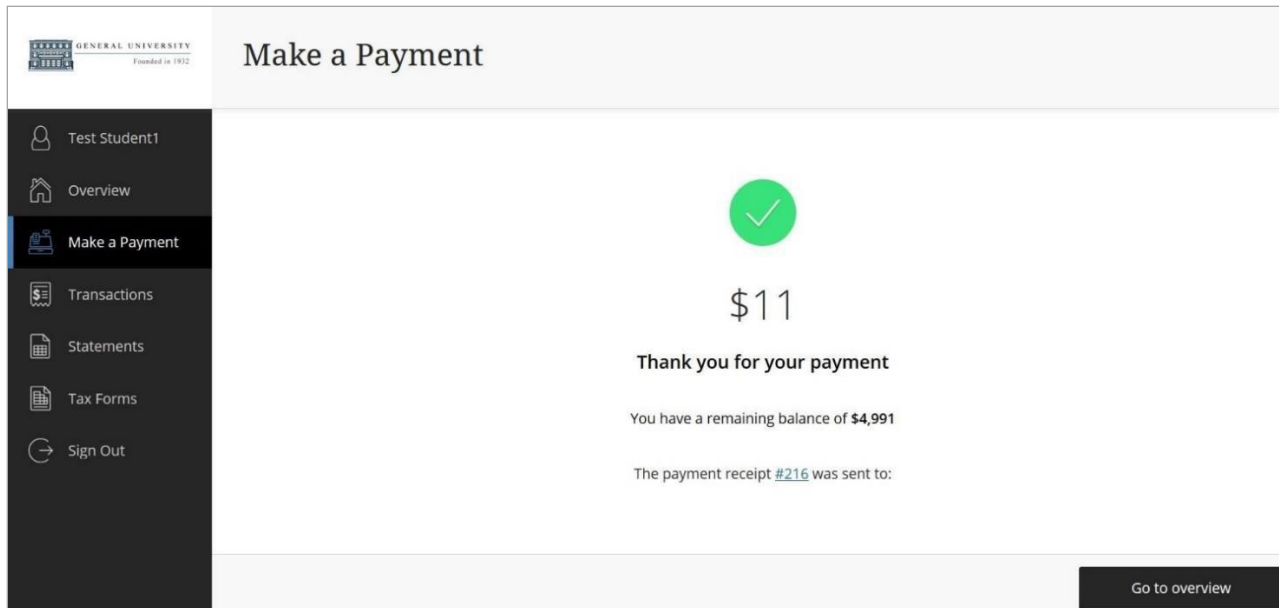 GENERAL UNIVERSITY
Founded in 1932
Make a Payment
Test Student1
Overview
Make a Payment
Transactions
Statements
Tax Forms
Sign Out
$11
Thank you for your payment
You have a remaining balance of $4,991
The payment receipt #216 was sent to:
Go to overview